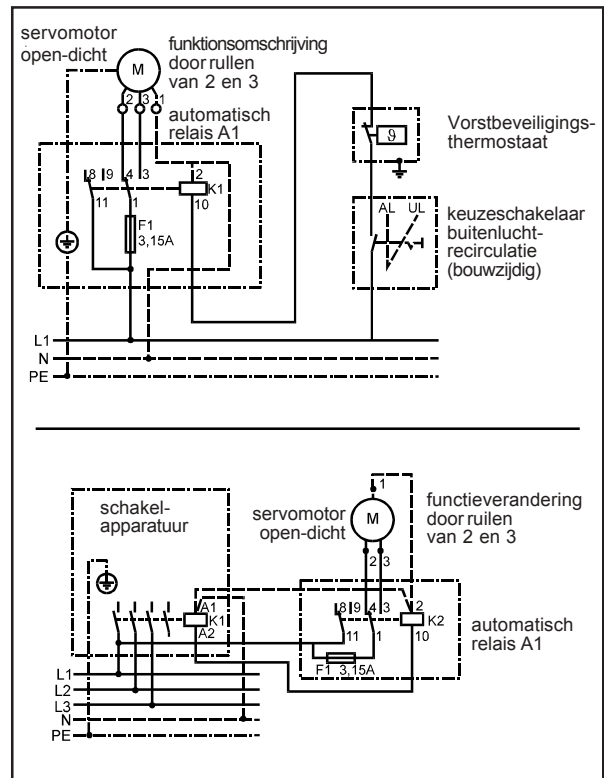 servomotor
open-dicht
funktionsomschrijving
door rullen
van 2 en 3
M
2 3 1
automatisch
relais A1
8 9 4 3 2
K1
11 1 10
F1
3,15A
Vorstbeveiligings-
thermostaat
ϑ
AL UL
keuzeschakelaar
buitenlucht-
recirculatie
(bouwzijdig)
L1
N
PE
schakel-
apparatuur
servomotor
open-dicht
1
M
2 3
functieverandering
door ruilen
van 2 en 3
A1
K1
A2
8 9 4 3 2
K2
11 1 10
F1 3,15A
automatisch
relais A1
L1
L2
L3
N
PE